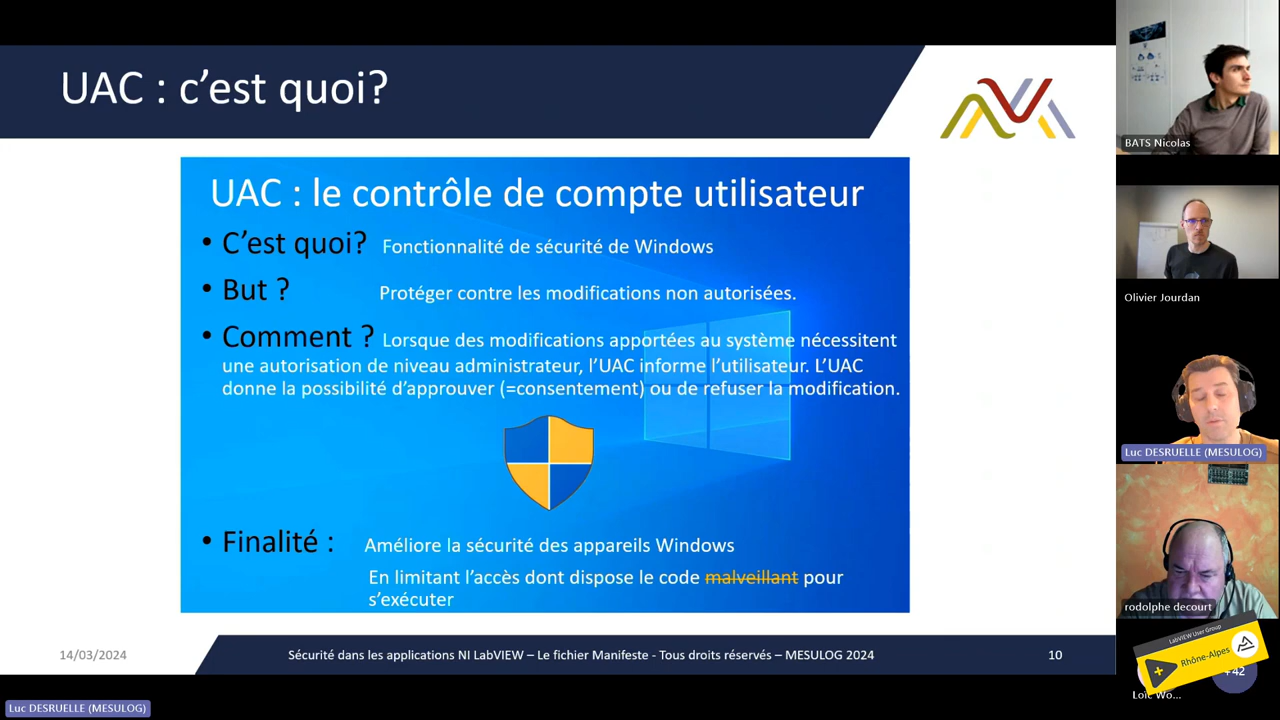 UAC : c’est quoi?
UAC : le contrôle de compte utilisateur
• C’est quoi? Fonctionnalité de sécurité de Windows
• But ? Protéger contre les modifications non autorisées.
• Comment ? Lorsque des modifications apportées au système nécessitent
une autorisation de niveau administrateur, l’UAC informe l’utilisateur. L’UAC
donne la possibilité d’approuver (=consentement) ou de refuser la modification.
• Finalité : Améliore la sécurité des appareils Windows
En limitant l’accès dont dispose le code malveillant pour
s’exécuter
14/03/2024
Sécurité dans les applications NI LabVIEW – Le fichier Manifeste - Tous droits réservés – MESULOG 2024
10
Luc DESRUELLE (MESULOG)
BATS Nicolas
Olivier Jourdan
Luc DESRUELLE (MESULOG)
rodolphe decourt
LabVIEW User Group
Rhône-Alpes
+42
Loïc Wo...